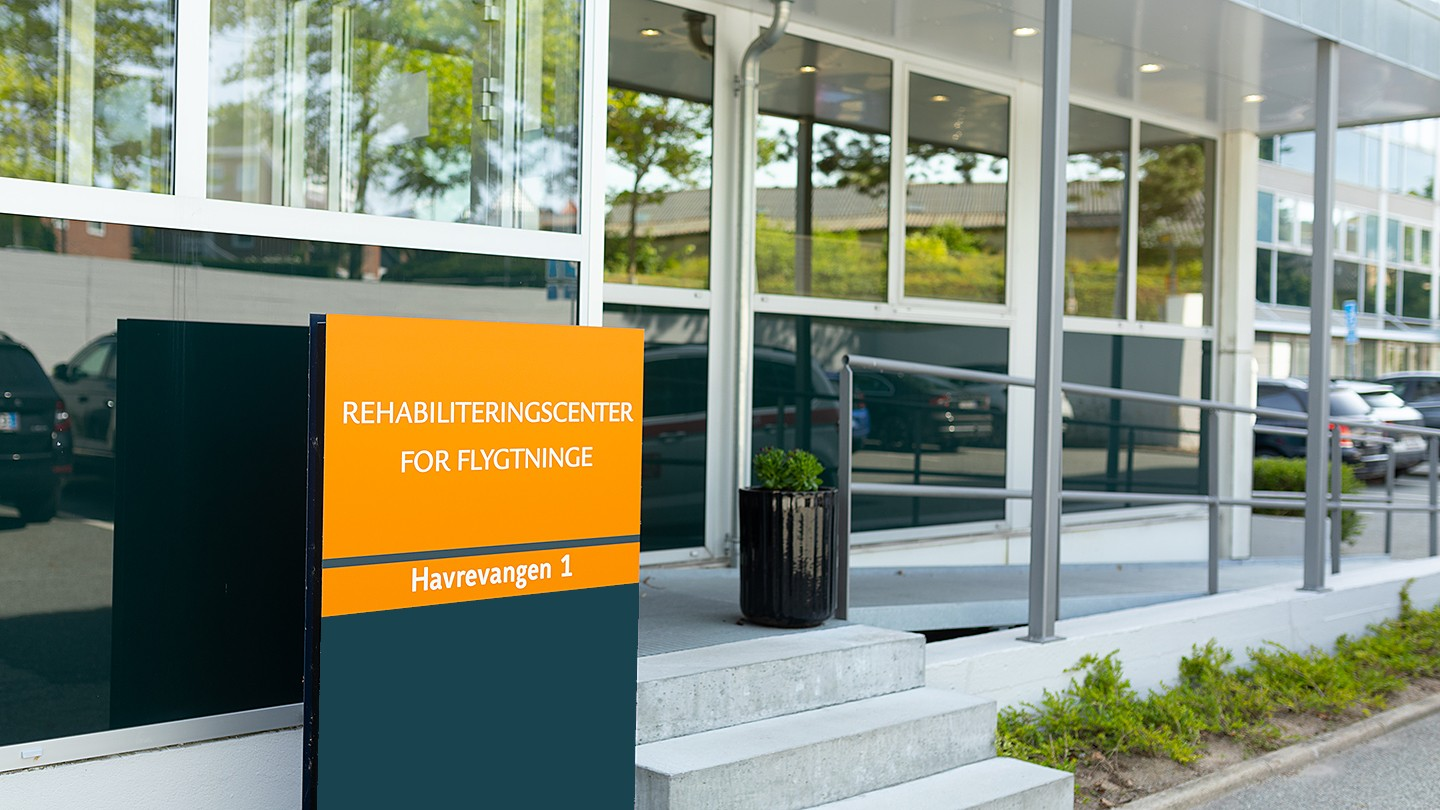 REHABILITERINGSCENTER
FOR FLYGTNINGE
Havrevangen 1